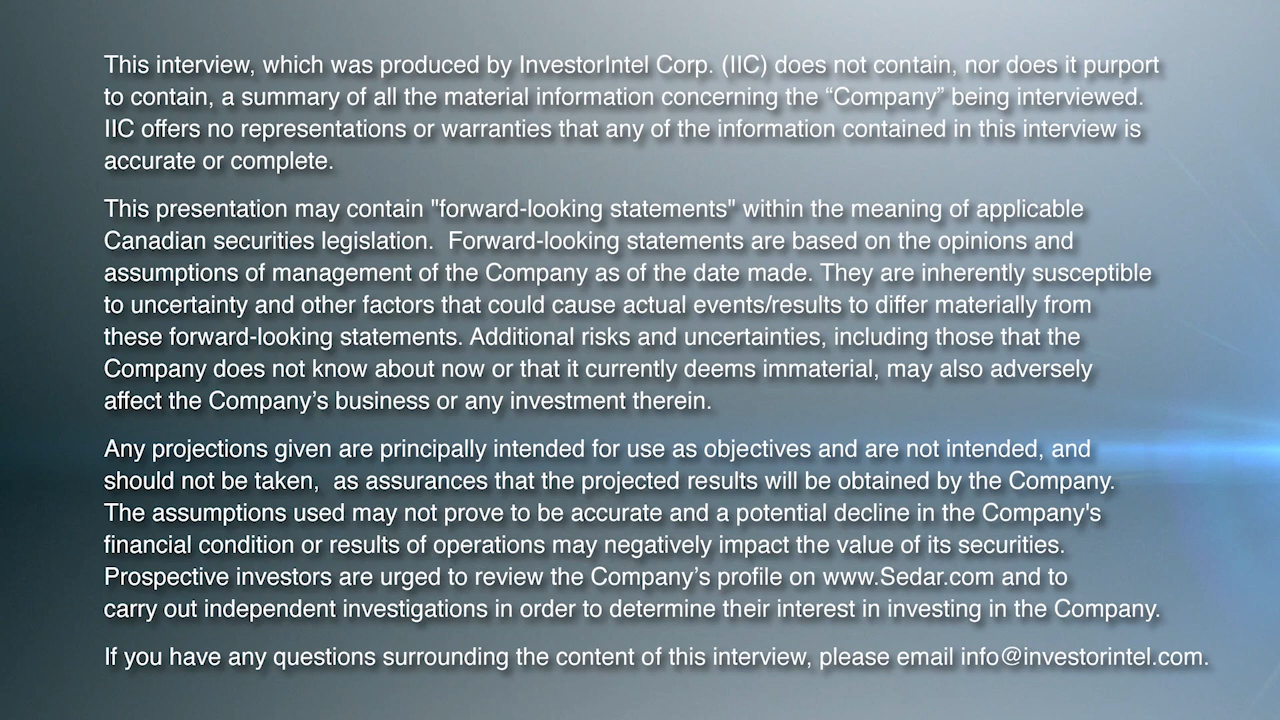 This interview, which was produced by InvestorIntel Corp. (IIC) does not contain, nor does it purport
to contain, a summary of all the material information concerning the “Company” being interviewed.
IIC offers no representations or warranties that any of the information contained in this interview is
accurate or complete.
This presentation may contain "forward-looking statements" within the meaning of applicable
Canadian securities legislation.  Forward-looking statements are based on the opinions and
assumptions of management of the Company as of the date made. They are inherently susceptible
to uncertainty and other factors that could cause actual events/results to differ materially from
these forward-looking statements. Additional risks and uncertainties, including those that the
Company does not know about now or that it currently deems immaterial, may also adversely
affect the Company’s business or any investment therein.
Any projections given are principally intended for use as objectives and are not intended, and
should not be taken,  as assurances that the projected results will be obtained by the Company.
The assumptions used may not prove to be accurate and a potential decline in the Company's
financial condition or results of operations may negatively impact the value of its securities.
Prospective investors are urged to review the Company’s profile on www.Sedar.com and to
carry out independent investigations in order to determine their interest in investing in the Company.
If you have any questions surrounding the content of this interview, please email info@investorintel.com.